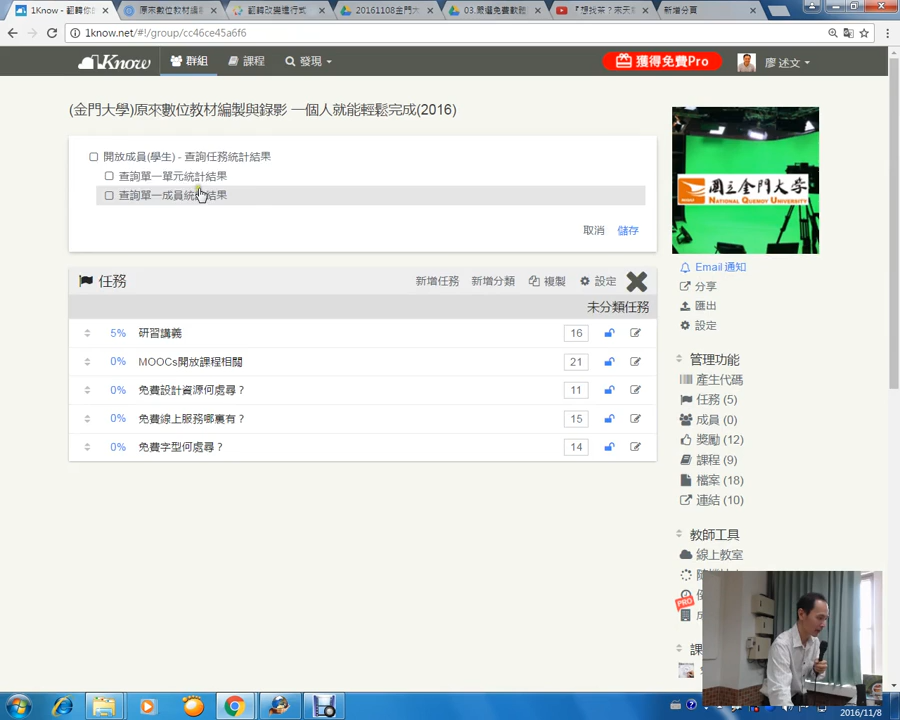 1Know - 翻轉你的
原來數位教材編
翻轉改變進行式
20161108金門大
03.嚴選免費軟體
『想找茶？來天
新增分頁
1know.net/#!/group/cc46ce45a6f6
1Know
群組
課程
發現
獲得免費Pro
廖 述文
(金門大學)原來數位教材編製與錄影 一個人就能輕鬆完成(2016)
開放成員(學生) - 查詢任務統計結果
查詢單一單元統計結果
查詢單一成員統計結果
取消
儲存
國立金門大學
NATIONAL QUEMOY UNIVERSITY
Email 通知
分享
匯出
設定
任務
新增任務
新增分類
複製
設定
未分類任務
5% 研習講義 16
0% MOOCs開放課程相關 21
0% 免費設計資源何處尋？ 11
0% 免費線上服務哪裏有？ 15
0% 免費字型何處尋？ 14
管理功能
產生代碼
任務 (5)
成員 (0)
獎勵 (12)
課程 (9)
檔案 (18)
連結 (10)
教師工具
線上教室
PRO
2016/11/8